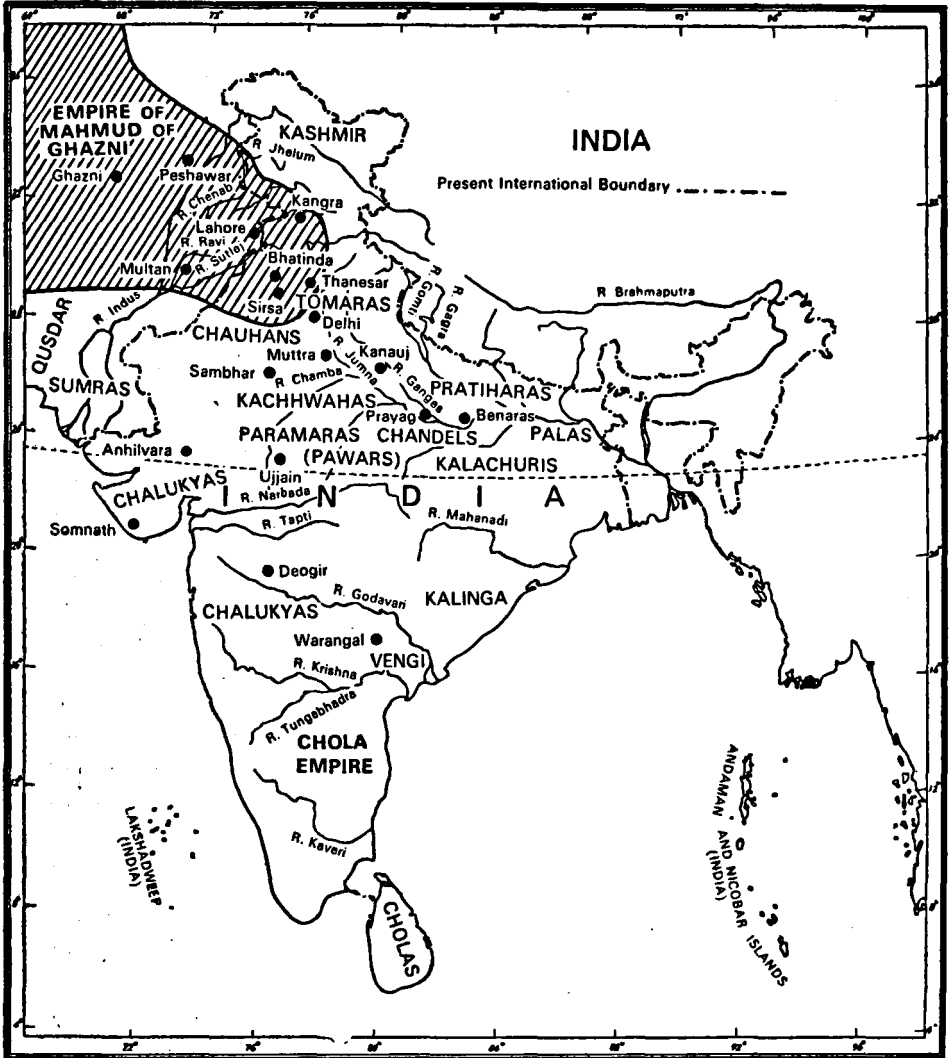 EMPIRE OF
MAHMUD OF
GHAZNI
KASHMIR
R. Jhelum
INDIA
Ghazni
Peshawar
Present International Boundary
R. Chenab
Kangra
Lahore
R. Ravi
R. Sutlej
Multan
Bhatinda
Thanesar
Sirsa
TOMARAS
Delhi
R. Gomti
R. Gagra
R Brahmaputra
QUSDAR
R. Indus
CHAUHANS
Muttra
R. Jumna
Kanauj
Sambhar
R. Chamba
R. Ganges
SUMRAS
KACHHWAHAS
PRATIHARAS
Prayag
Benaras
PARAMARAS
(PAWARS)
CHANDELS
PALAS
Anhilvara
KALACHURIS
Ujjain
CHALUKYAS
R. Narbada
I N D I A
Somnath
R. Tapti
R. Mahanadi
Deogir
R. Godavari
KALINGA
CHALUKYAS
Warangal
VENGI
R. Krishna
R. Tungabhadra
CHOLA
EMPIRE
R. Kaveri
LAKSHADWEEP
(INDIA)
ANDAMAN AND NICOBAR ISLANDS
(INDIA)
CHOLAS
72°
76°